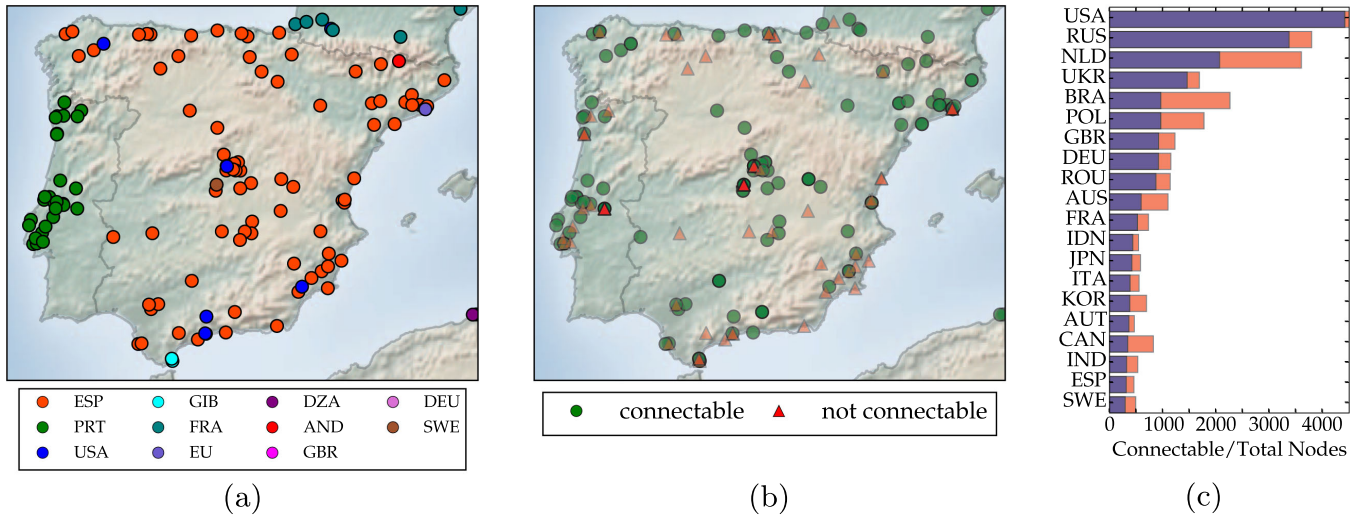 ESP GIB DZA DEU
PRT FRA AND SWE
USA EU GBR
(a)
connectable not connectable
(b)
USA
RUS
NLD
UKR
BRA
POL
GBR
DEU
ROU
AUS
FRA
IDN
JPN
ITA
KOR
AUT
CAN
IND
ESP
SWE
0 1000 2000 3000 4000
Connectable/Total Nodes
(c)